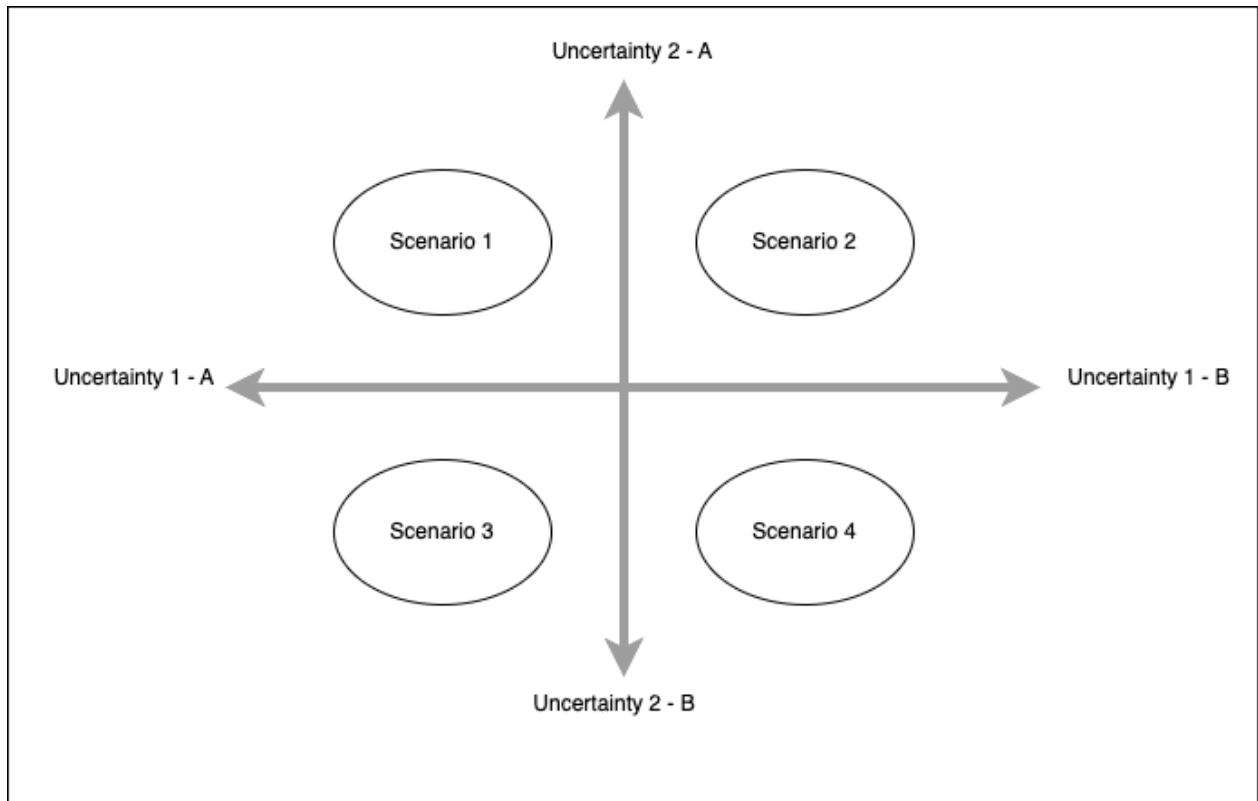 Uncertainty 2 - A
Scenario 1
Scenario 2
Uncertainty 1 - A
Uncertainty 1 - B
Scenario 3
Scenario 4
Uncertainty 2 - B